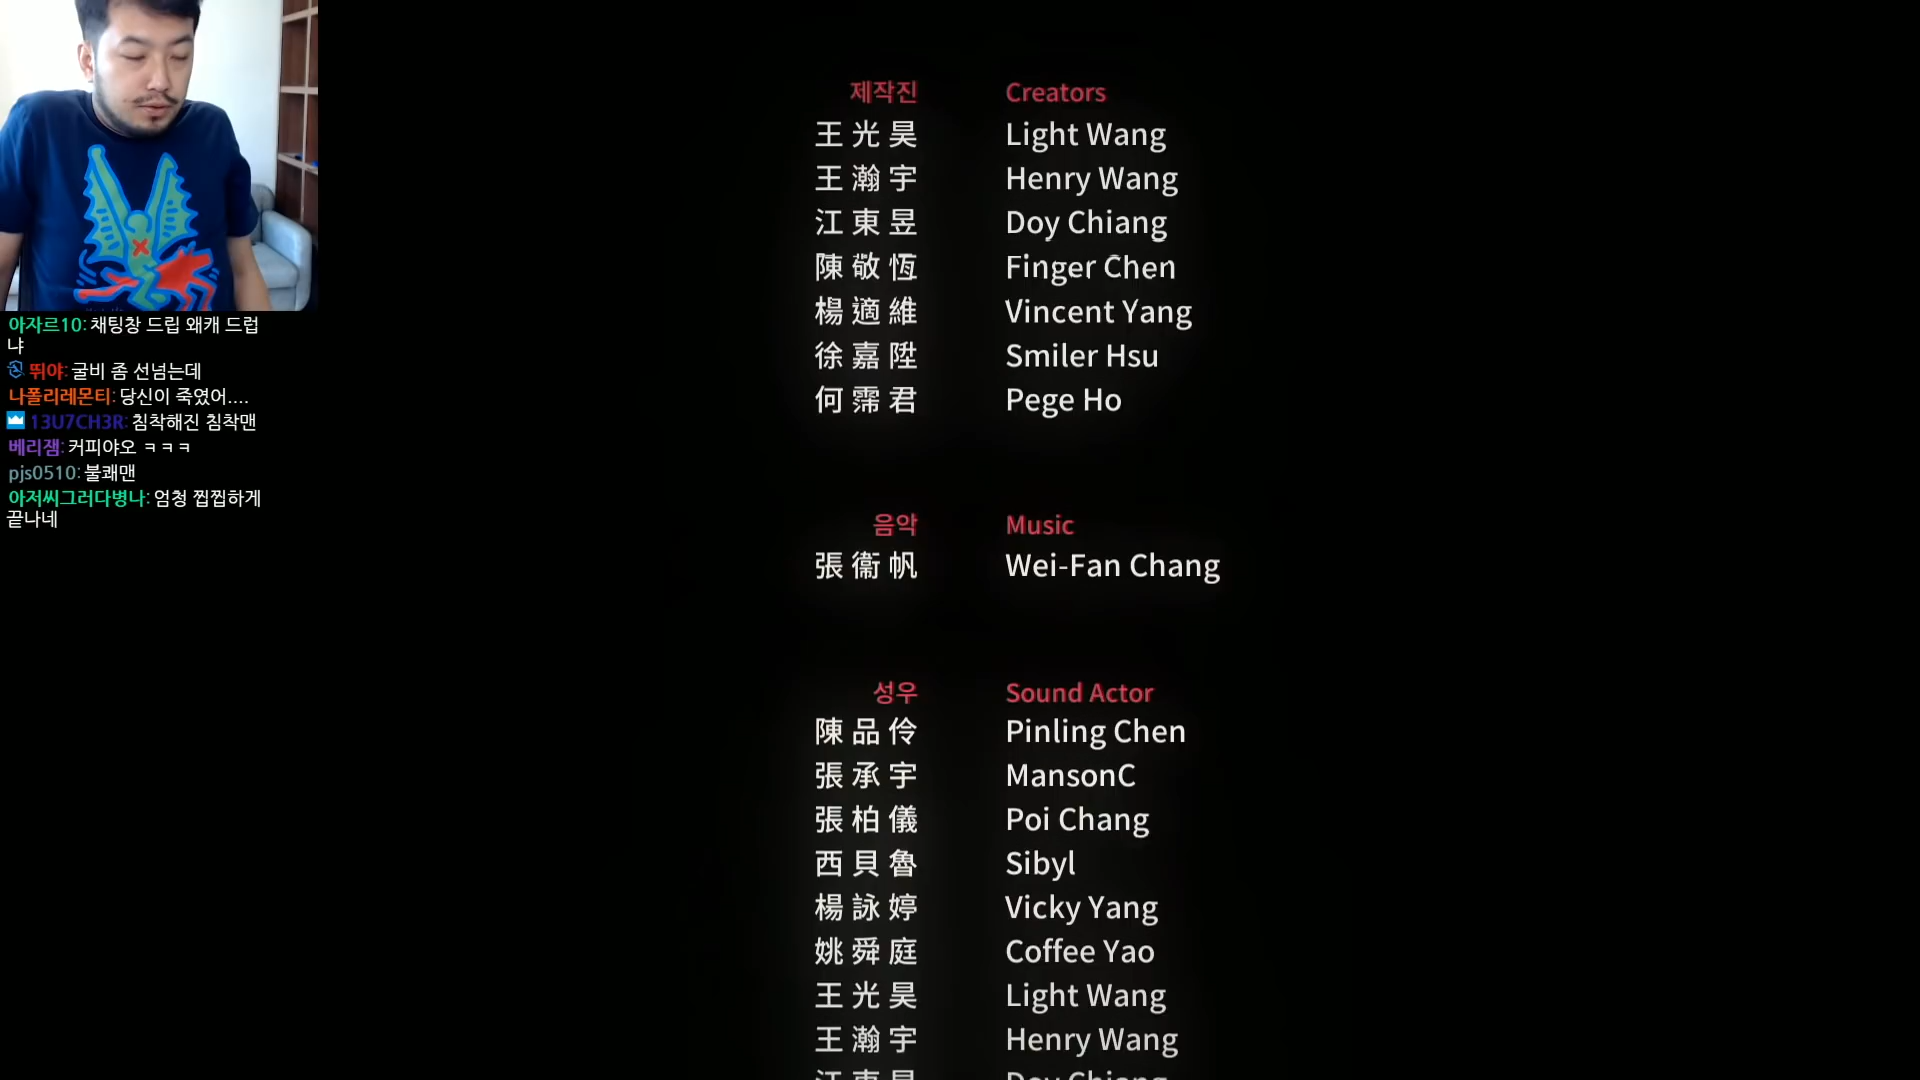 제작진 Creators
王光昊 Light Wang
王瀚宇 Henry Wang
江東昱 Doy Chiang
陳敬恆 Finger Chen
楊適維 Vincent Yang
徐嘉陞 Smiler Hsu
何霈君 Pege Ho
음악 Music
張衞帆 Wei-Fan Chang
성우 Sound Actor
陳品伶 Pinling Chen
張承宇 MansonC
張柏儀 Poi Chang
西貝魯 Sibyl
楊詠婷 Vicky Yang
姚舜庭 Coffee Yao
王光昊 Light Wang
王瀚宇 Henry Wang
江東昱 Doy Chiang
아자르10: 채팅창 드립 왜캐 드럽
냐
뛰야: 굴비 좀 선넘는데
나폴리레몬티: 당신이 죽였어....
13U7CH3R: 침착해진 침착맨
베리잼: 커피야오 ㅋㅋㅋ
pjs0510: 불쾌맨
아저씨그러다병나: 엄청 찝찝하게
끝나네